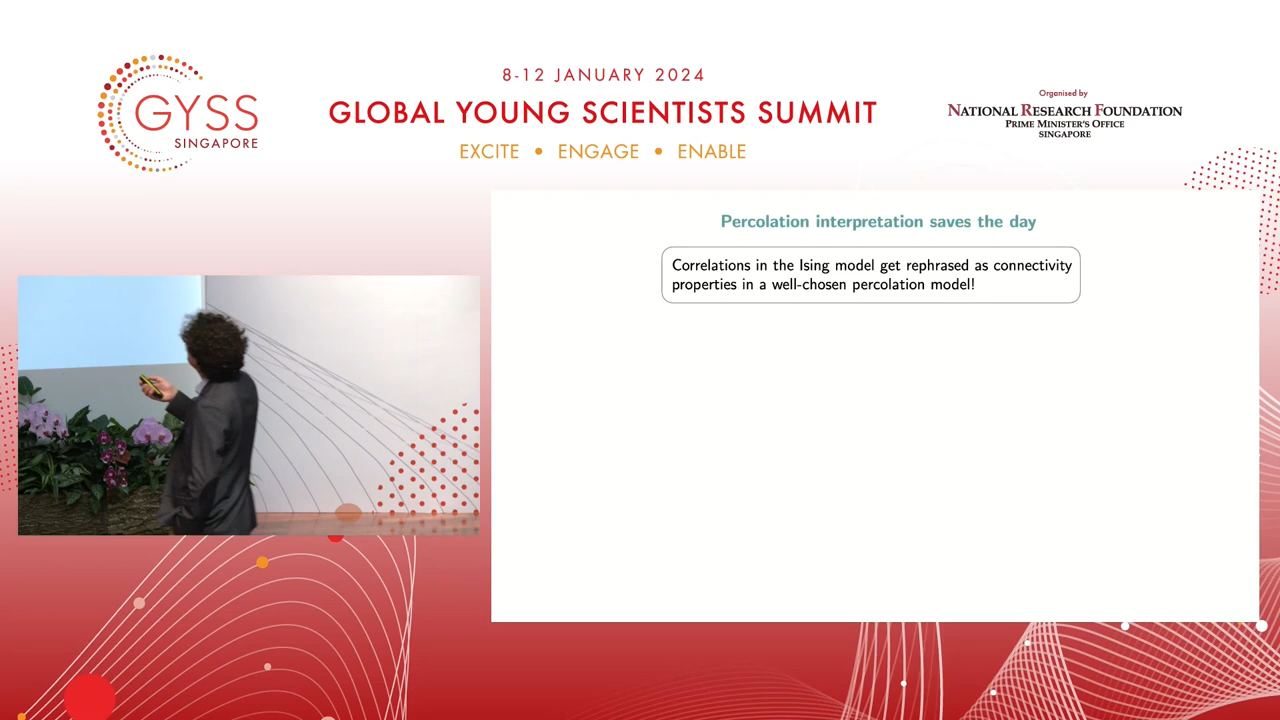 GYSS
SINGAPORE
8-12 JANUARY 2024
GLOBAL YOUNG SCIENTISTS SUMMIT
EXCITE • ENGAGE • ENABLE
Organised by
NATIONAL RESEARCH FOUNDATION
PRIME MINISTER'S OFFICE
SINGAPORE
Percolation interpretation saves the day
Correlations in the Ising model get rephrased as connectivity
properties in a well-chosen percolation model!